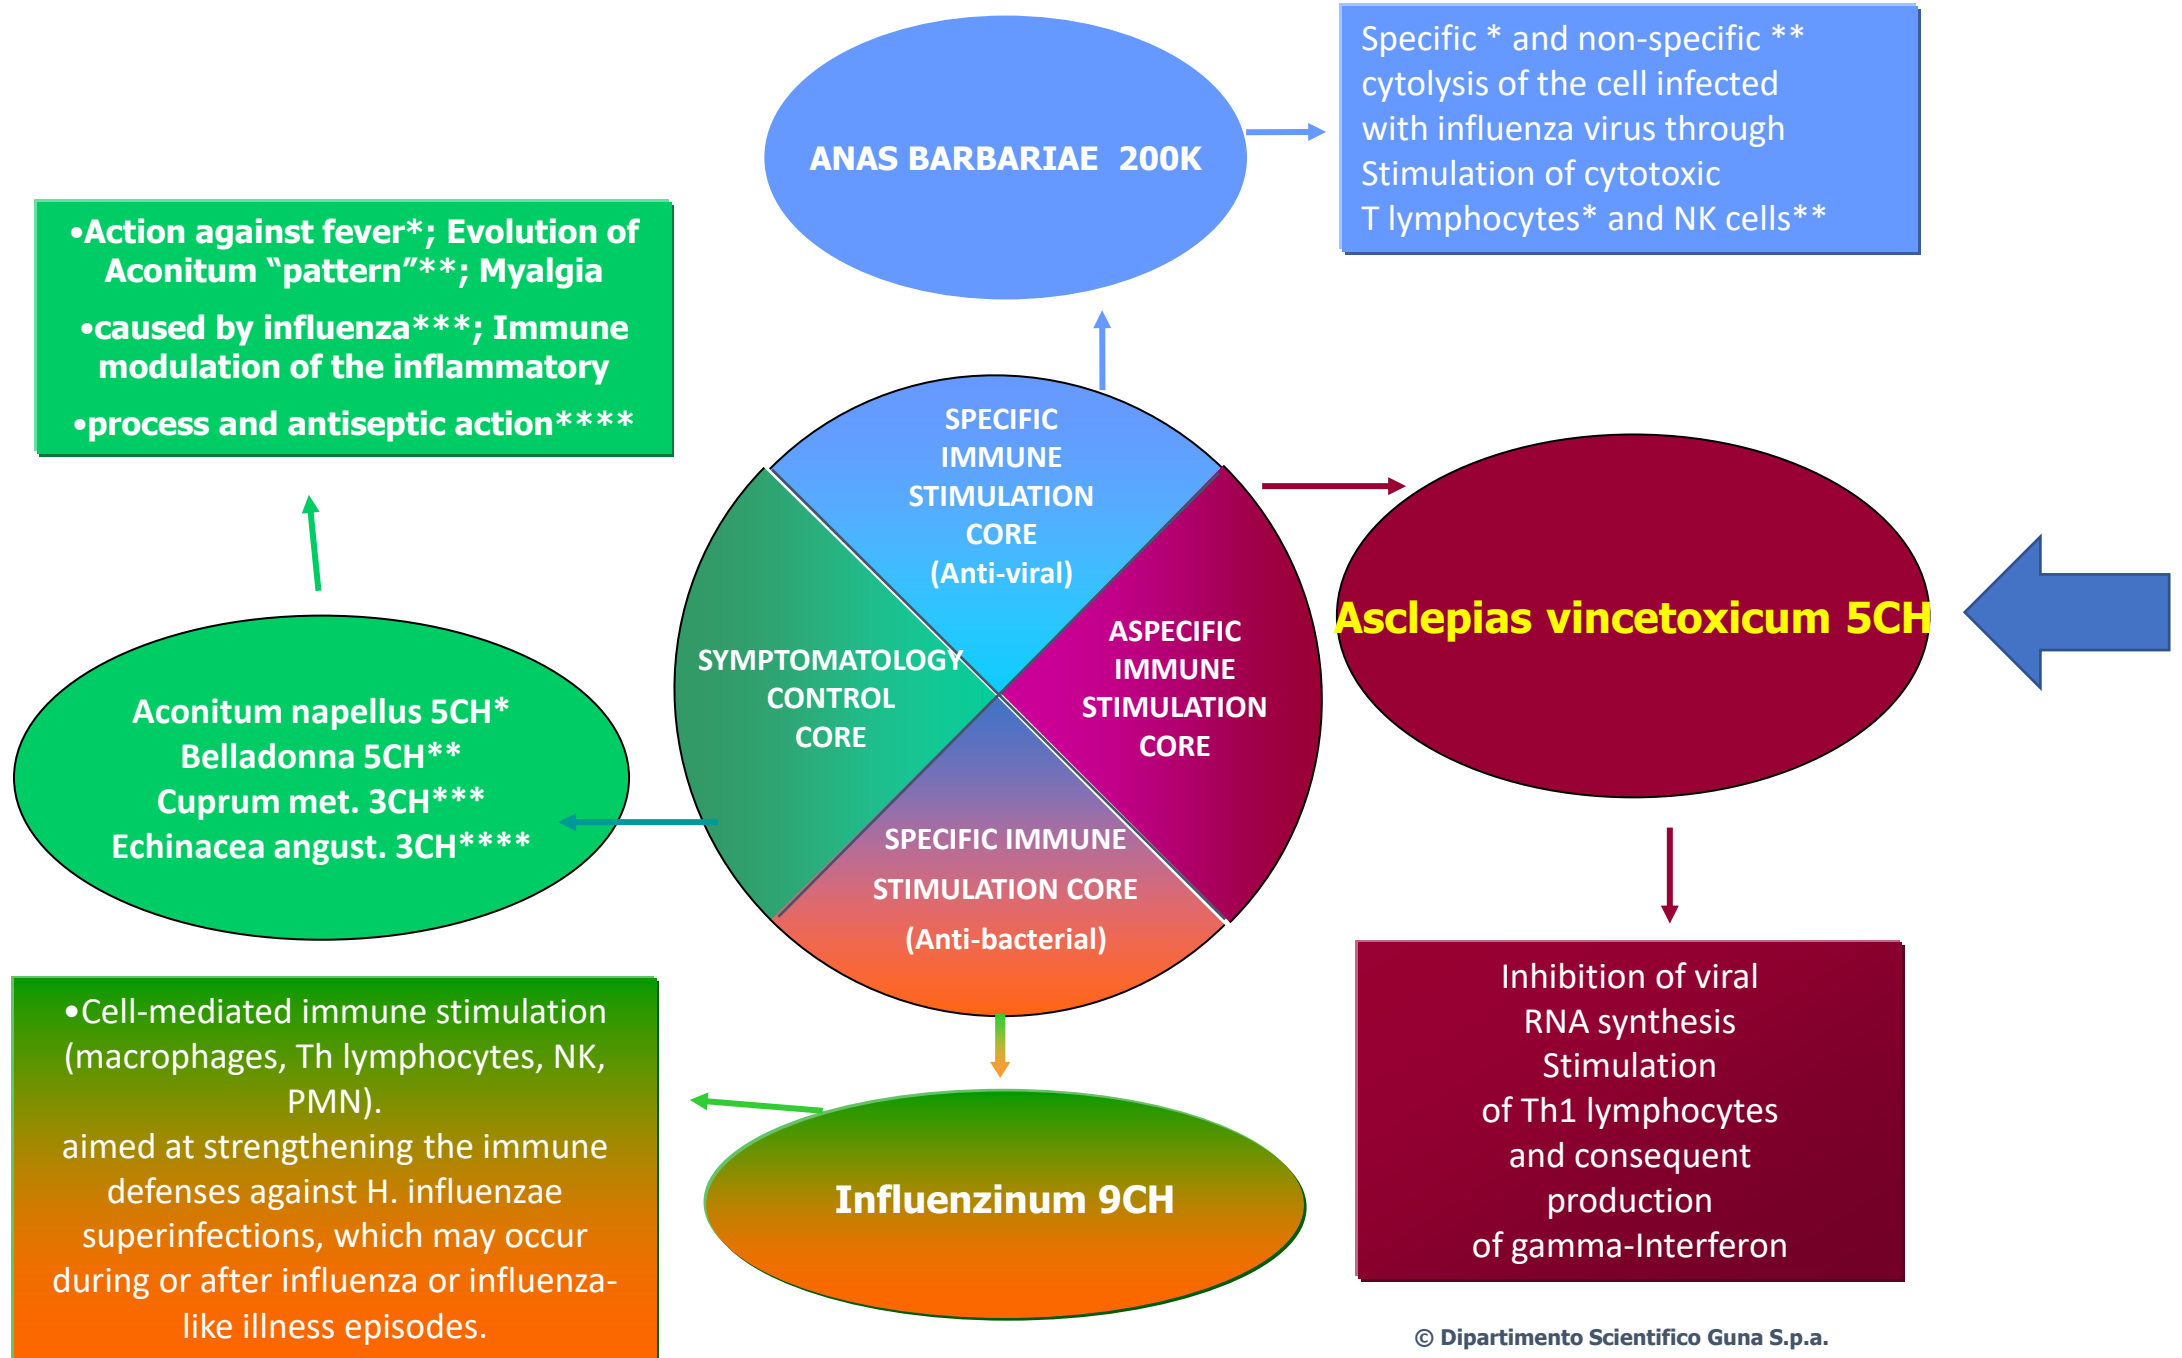 ANAS BARBARIAE 200K
Specific * and non-specific **
cytolysis of the cell infected
with influenza virus through
Stimulation of cytotoxic
T lymphocytes* and NK cells**
•Action against fever*; Evolution of
Aconitum “pattern”**; Myalgia
•caused by influenza***; Immune
modulation of the inflammatory
•process and antiseptic action****
SPECIFIC
IMMUNE
STIMULATION
CORE
(Anti-viral)
SYMPTOMATOLOGY
CONTROL
CORE
ASPECIFIC
IMMUNE
STIMULATION
CORE
SPECIFIC IMMUNE
STIMULATION CORE
(Anti-bacterial)
Asclepias vincetoxicum 5CH
Aconitum napellus 5CH*
Belladonna 5CH**
Cuprum met. 3CH***
Echinacea angust. 3CH****
•Cell-mediated immune stimulation
(macrophages, Th lymphocytes, NK,
PMN).
aimed at strengthening the immune
defenses against H. influenzae
superinfections, which may occur
during or after influenza or influenza-
like illness episodes.
Influenzinum 9CH
Inhibition of viral
RNA synthesis
Stimulation
of Th1 lymphocytes
and consequent
production
of gamma-Interferon
© Dipartimento Scientifico Guna S.p.a.